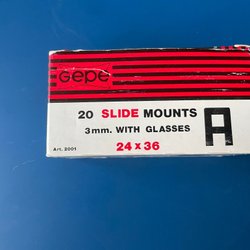 Gepe
20 SLIDE MOUNTS
3mm. WITH GLASSES
A
24 x 36
Art. 2001